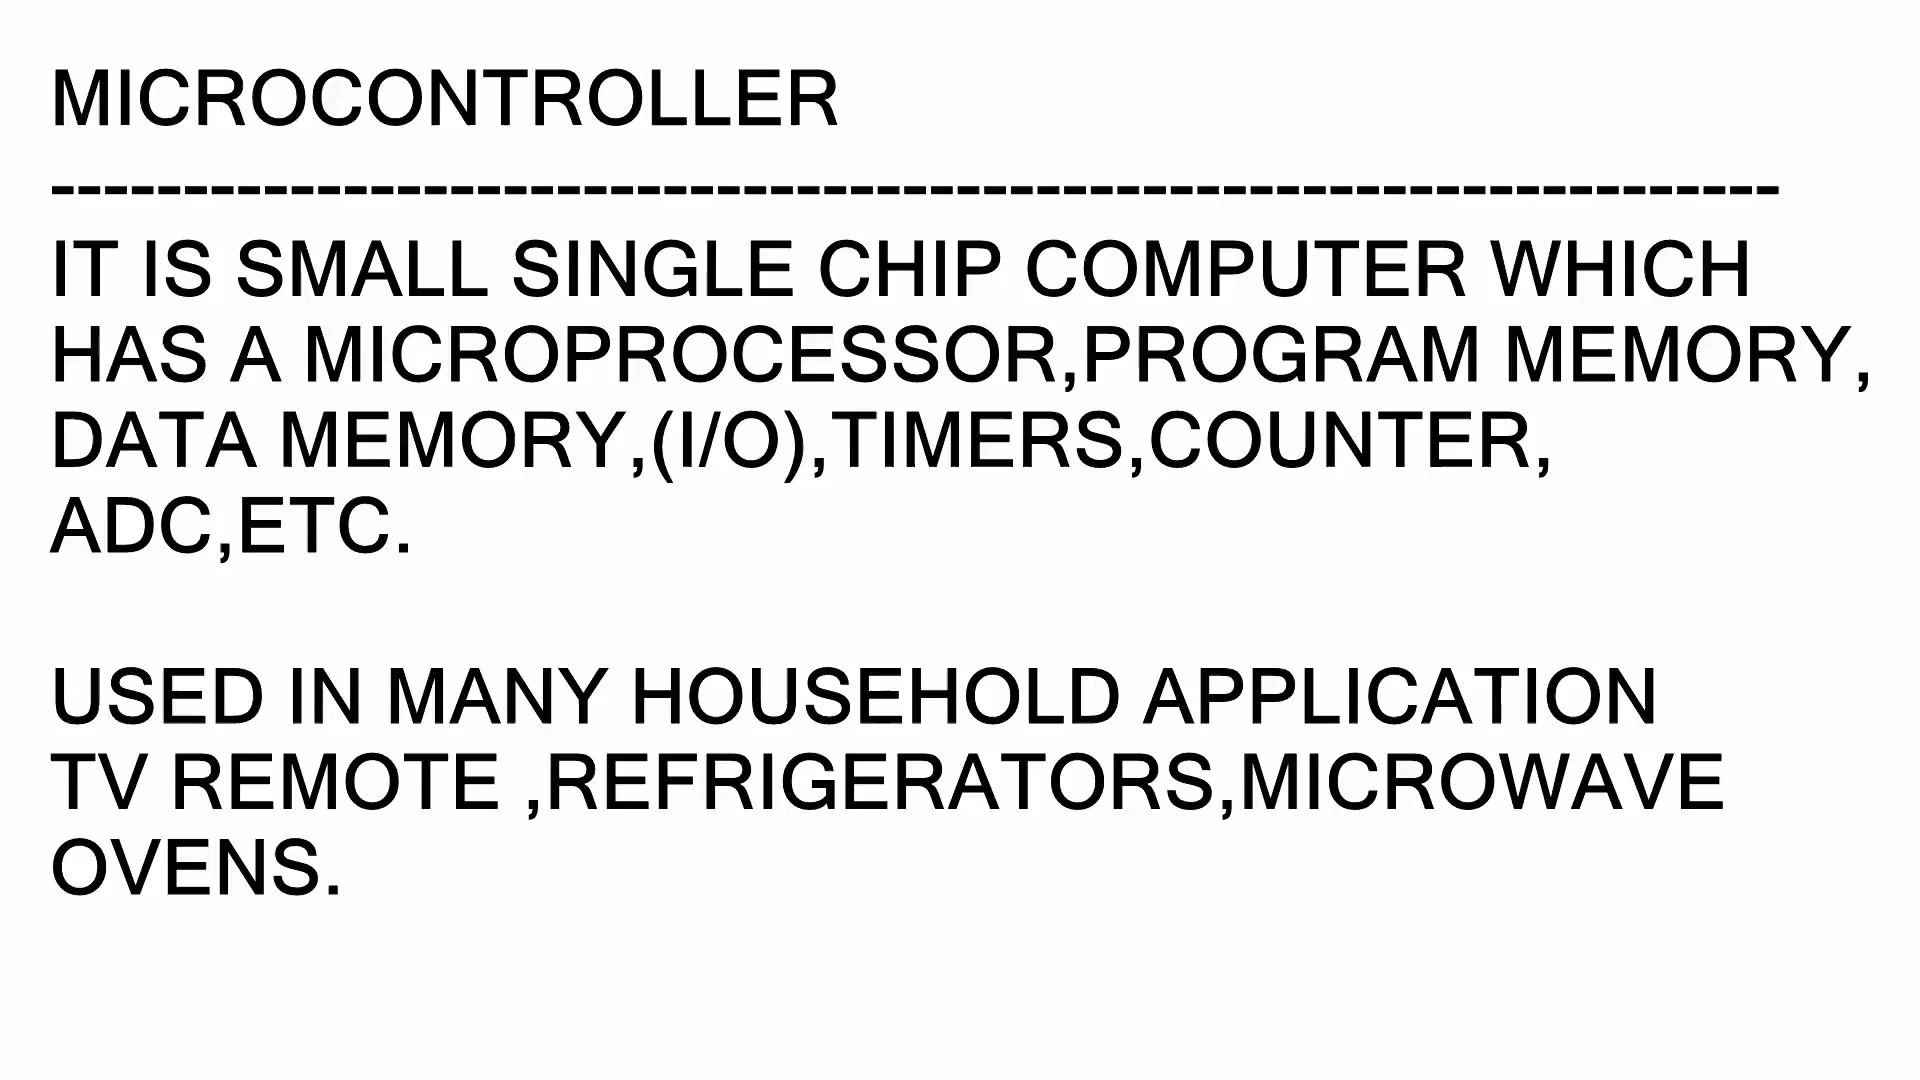 MICROCONTROLLER
-----------------------------------------------------------------
IT IS SMALL SINGLE CHIP COMPUTER WHICH
HAS A MICROPROCESSOR,PROGRAM MEMORY,
DATA MEMORY,(I/O),TIMERS,COUNTER,
ADC,ETC.
USED IN MANY HOUSEHOLD APPLICATION
TV REMOTE ,REFRIGERATORS,MICROWAVE
OVENS.